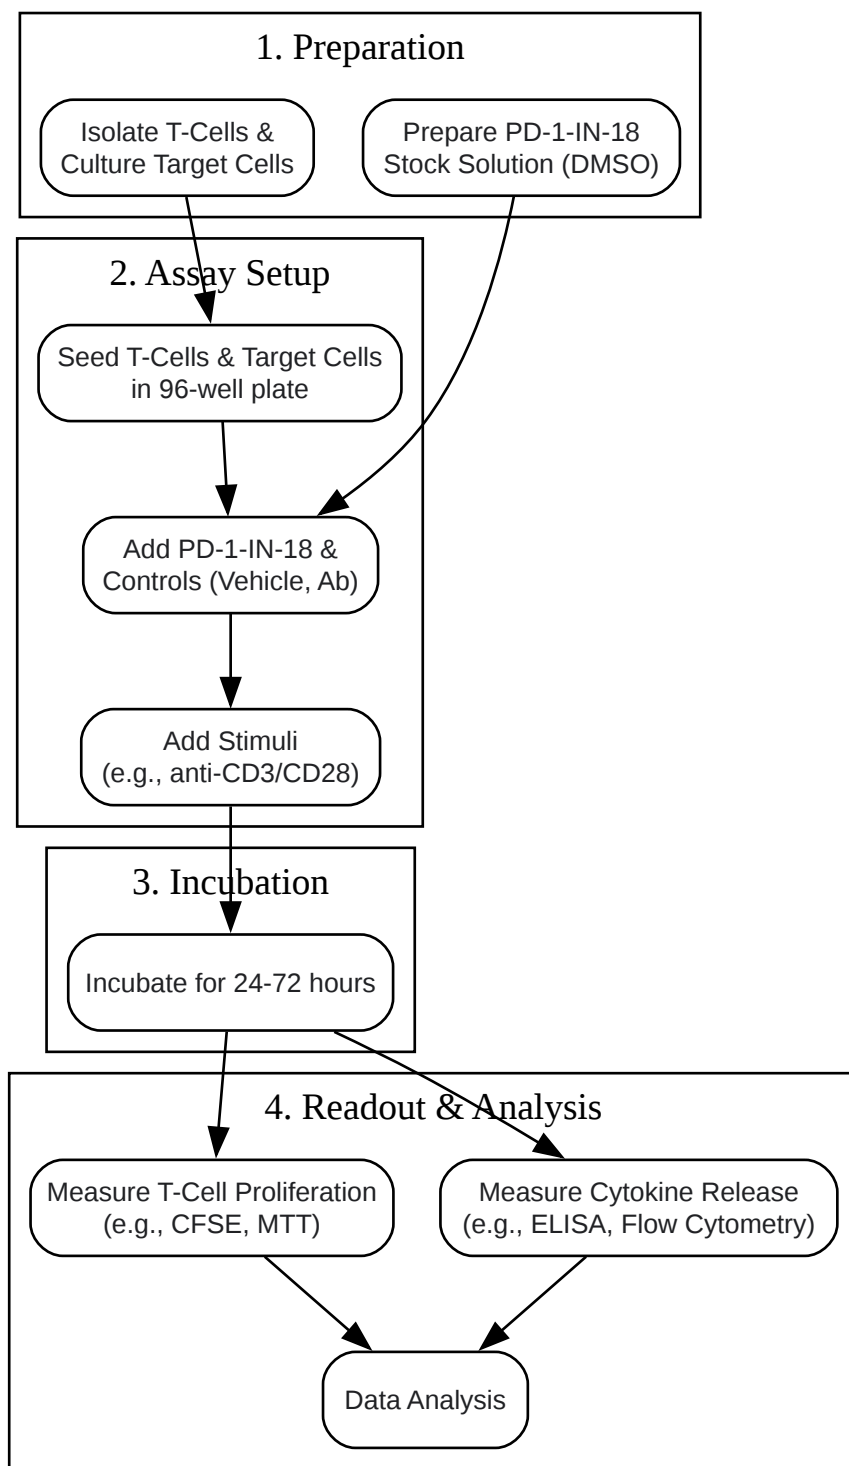 1. Preparation
Isolate T-Cells &
Culture Target Cells
Prepare PD-1-IN-18
Stock Solution (DMSO)
2. Assay Setup
Seed T-Cells & Target Cells
in 96-well plate
Add PD-1-IN-18 &
Controls (Vehicle, Ab)
Add Stimuli
(e.g., anti-CD3/CD28)
3. Incubation
Incubate for 24-72 hours
4. Readout & Analysis
Measure T-Cell Proliferation
(e.g., CFSE, MTT)
Measure Cytokine Release
(e.g., ELISA, Flow Cytometry)
Data Analysis